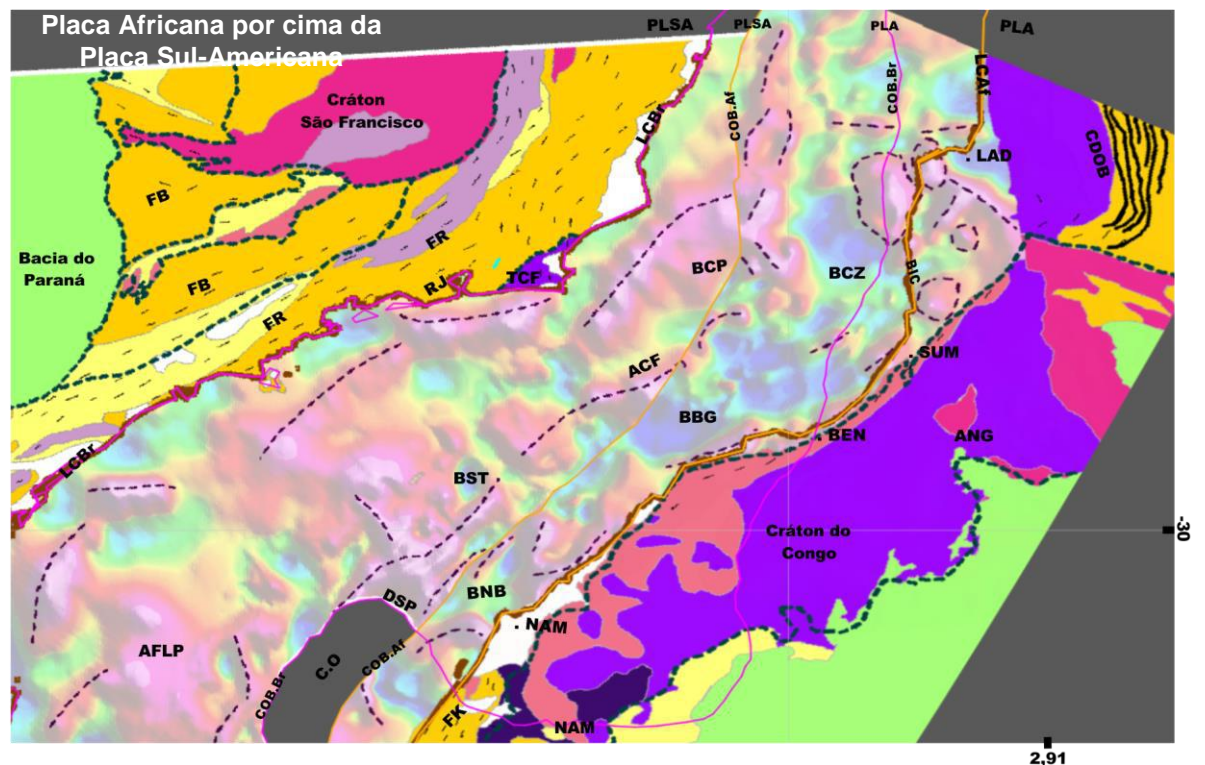 Placa Africana por cima da
Placa Sul-Americana
PLSA
PLSA
PLA
PLA
COB.Af
COB.Br
LCAf
LCBr
Cráton
São Francisco
CDOB
. LAD
FB
FR
Bacia do
Paraná
FB
FR
RJ
TCF
BCP
BCZ
BIC
. SUM
ACF
BBG
. BEN
ANG
LCBr
BST
-30
Cráton do
Congo
BNB
DSP
. NAM
AFLP
C.O
COB.Af
COB.Br
FK
NAM
2,91